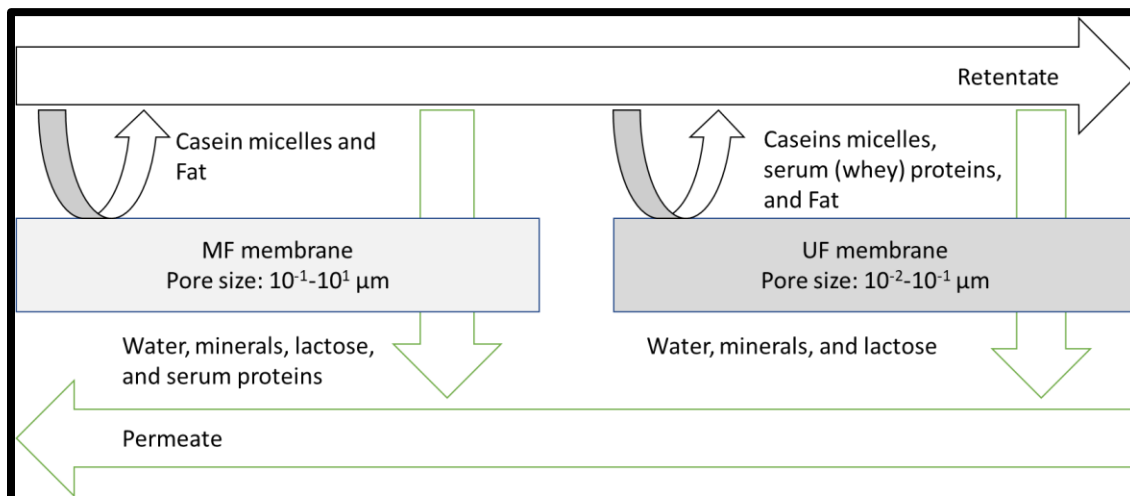 Retentate
Casein micelles and
Fat
Caseins micelles,
serum (whey) proteins,
and Fat
MF membrane
Pore size: 10⁻¹-10¹ µm
UF membrane
Pore size: 10⁻²-10⁻¹ µm
Water, minerals, lactose,
and serum proteins
Water, minerals, and lactose
Permeate